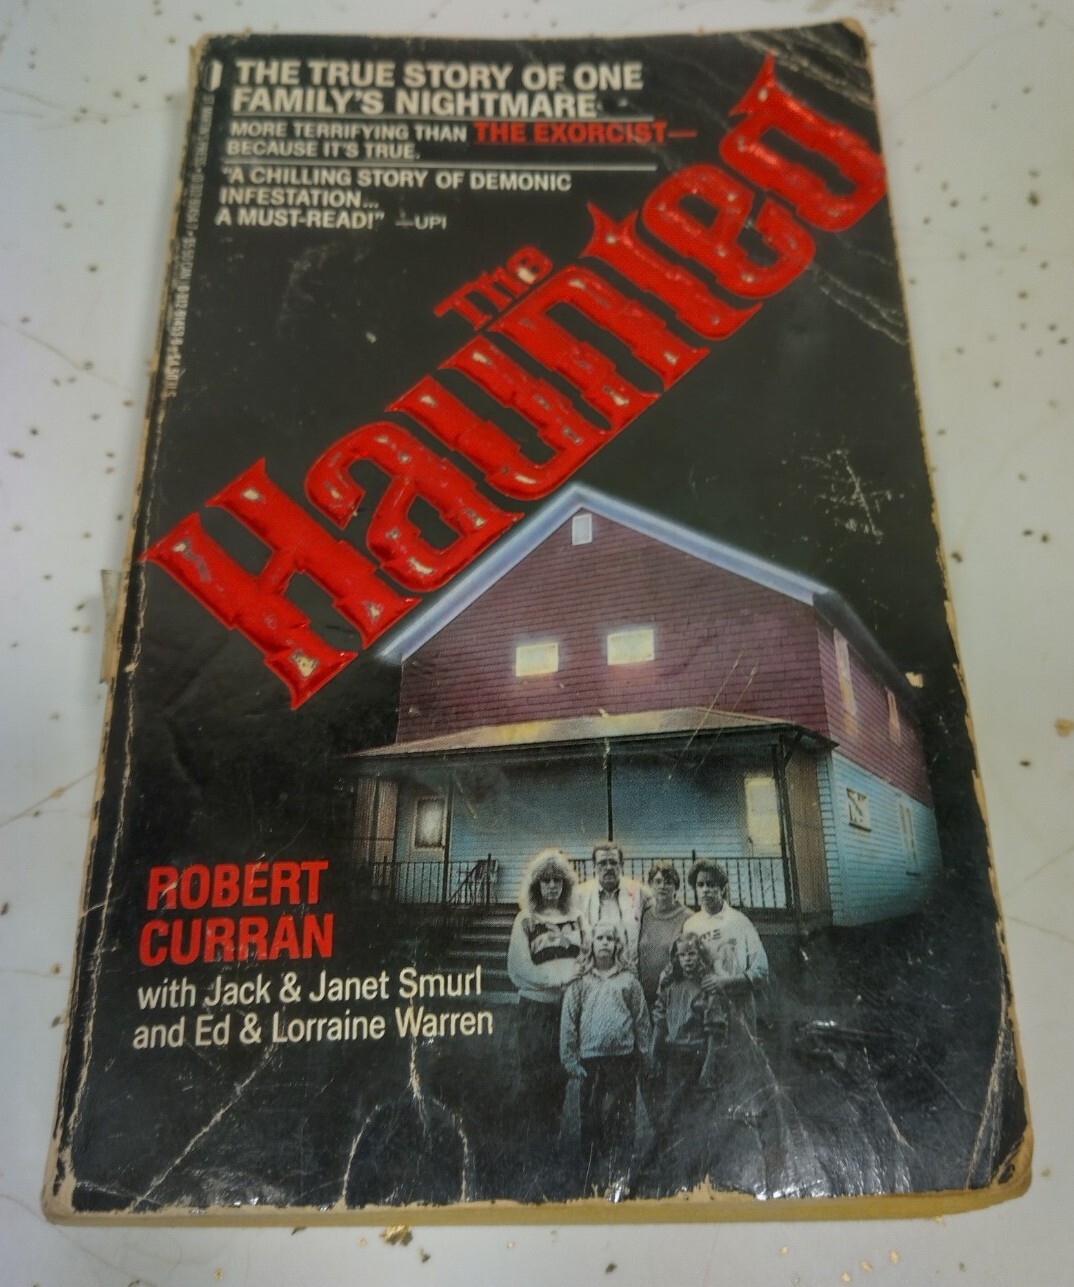 THE TRUE STORY OF ONE
FAMILY'S NIGHTMARE
MORE TERRIFYING THAN THE EXORCIST—
BECAUSE IT'S TRUE.
"A CHILLING STORY OF DEMONIC
INFESTATION...
A MUST-READ!" —UPI
THE
HauNTeD
ROBERT
CURRAN
with Jack & Janet Smurl
and Ed & Lorraine Warren